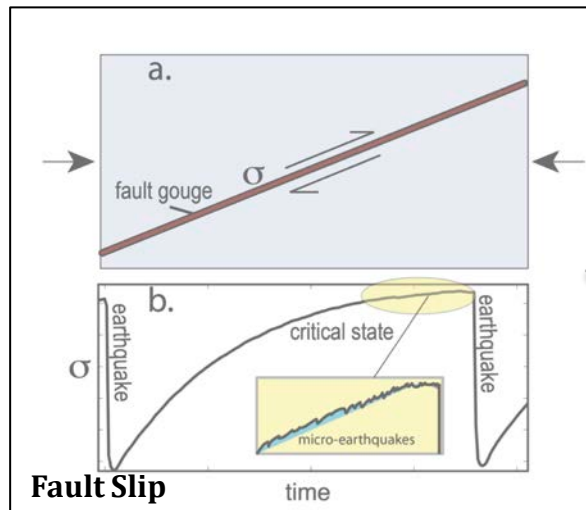 a.
σ
fault gouge
b.
earthquake
critical state
earthquake
σ
micro-earthquakes
Fault Slip
time